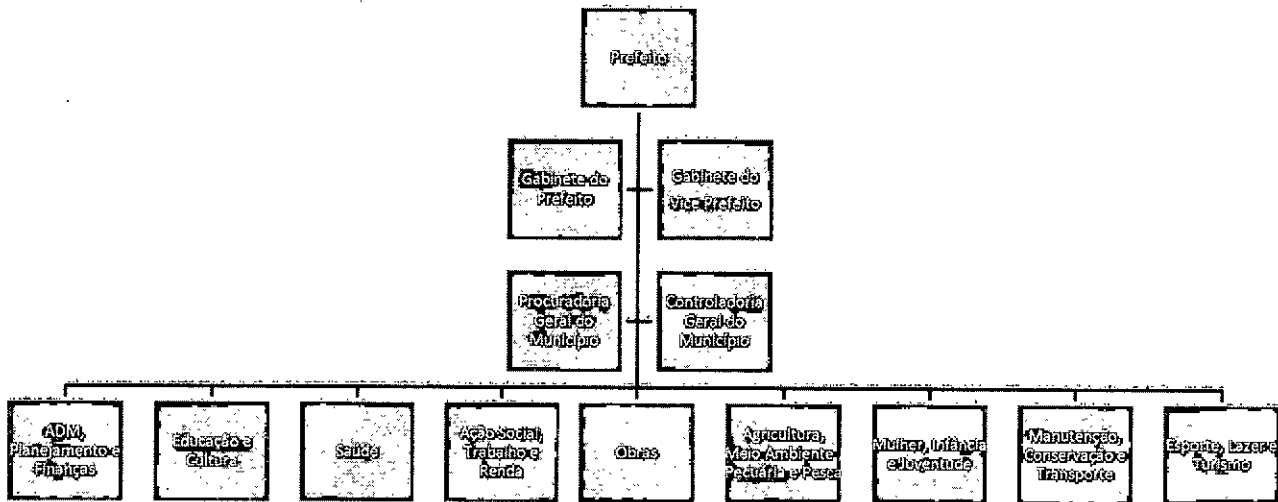 Prefeito
Gabinete do
Prefeito
Gabinete do
Vice Prefeito
Procuradoria
Geral do
Município
Controladoria
Geral do
Município
ADM,
Planejamento e
Finanças
Educação e
Cultura
Saúde
Ação Social,
Trabalho e
Renda
Obras
Agricultura,
Meio Ambiente
Pecuária e Pesca
Mulher, Infância
e Juventude
Manutenção,
Conservação e
Transporte
Esporte, Lazer e
Turismo